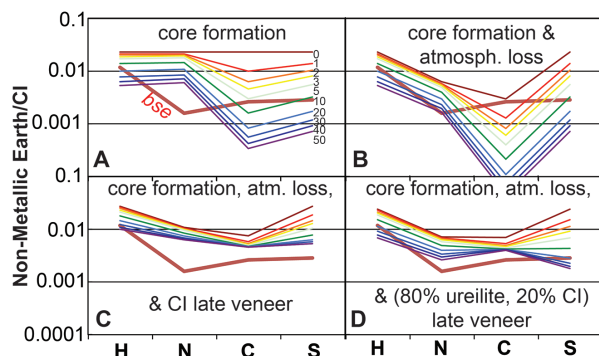 Non-Metallic Earth/CI
0.1
0.01
0.001
0.1
0.01
0.001
0.0001
core formation
0
1
2
3
5
10
20
30
40
50
bse
A
core formation &
atmosph. loss
B
core formation, atm. loss,
& CI late veneer
C
core formation, atm. loss,
& (80% ureilite, 20% CI)
late veneer
D
H N C S H N C S